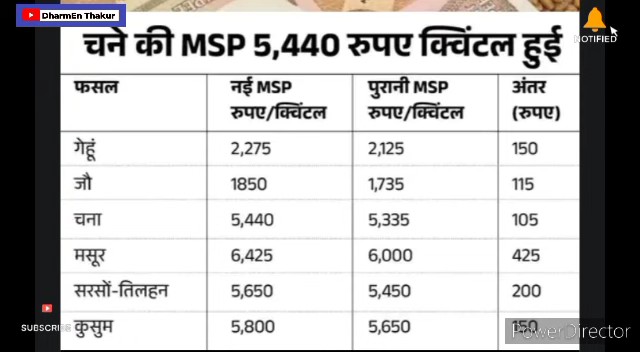 DharmEn Thakur
NOTIFIED
चने की MSP 5,440 रुपए क्विंटल हुई
फसल नई MSP रुपए/क्विंटल पुरानी MSP रुपए/क्विंटल अंतर (रुपए)
गेहूं 2,275 2,125 150
जौ 1850 1,735 115
चना 5,440 5,335 105
मसूर 6,425 6,000 425
सरसों-तिलहन 5,650 5,450 200
कुसुम 5,800 5,650 150
SUBSCRIBE
PowerDirector